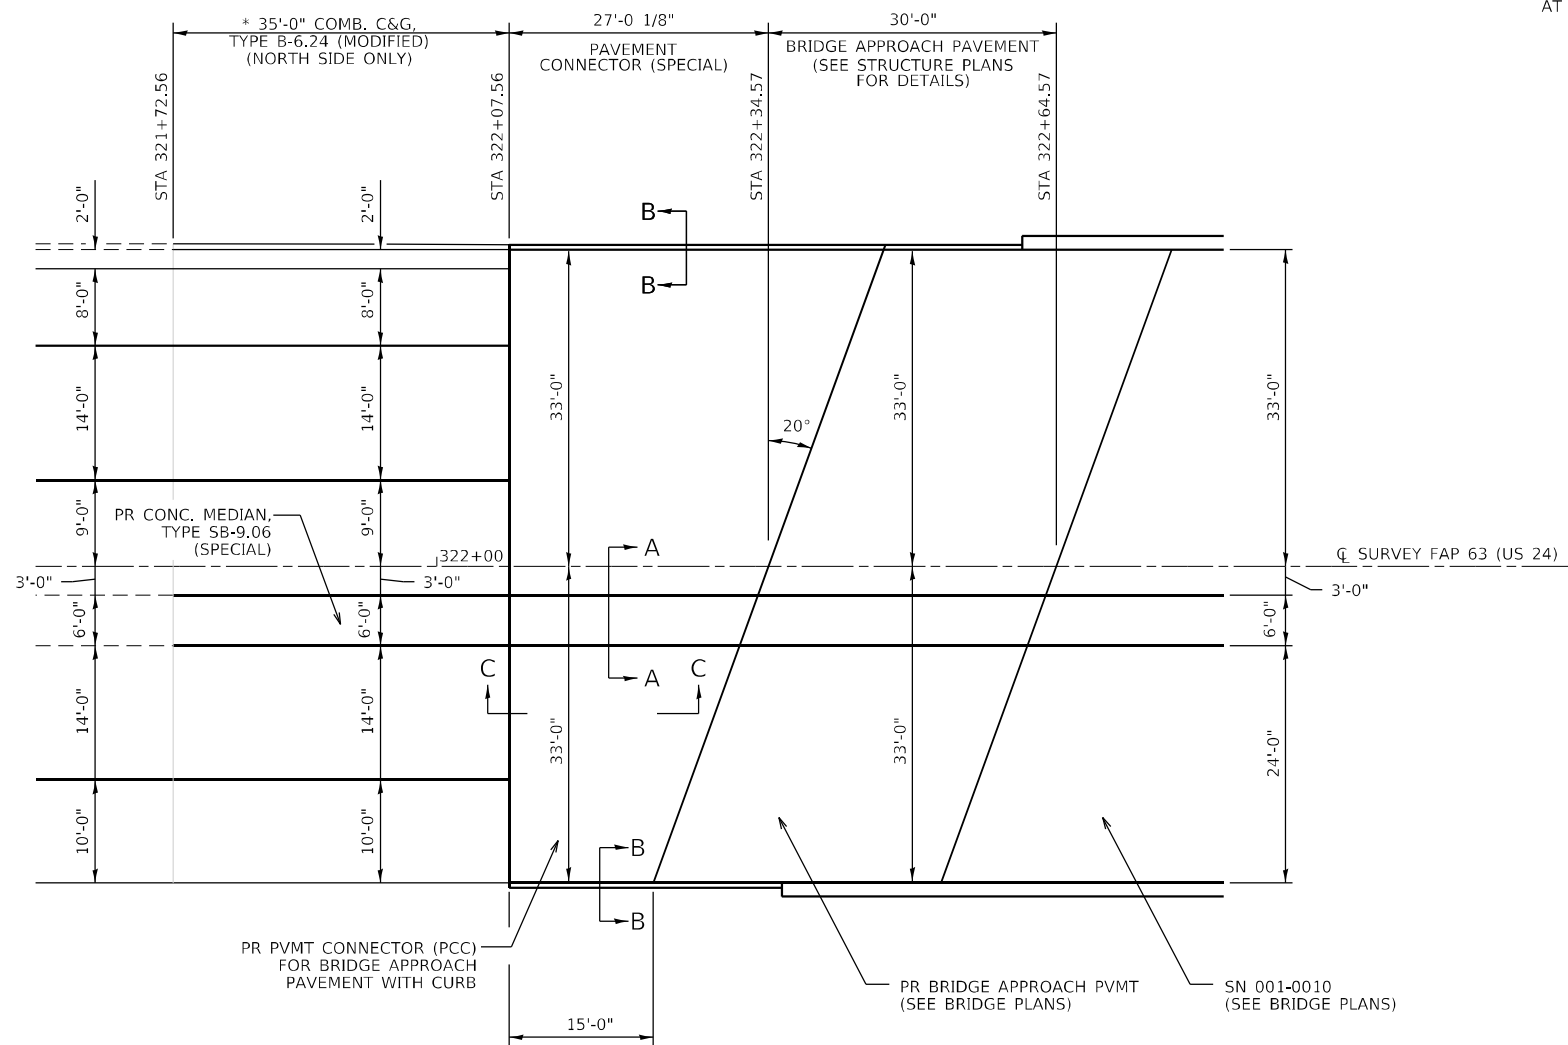 AT
* 35'-0" COMB. C&G,
TYPE B-6.24 (MODIFIED)
(NORTH SIDE ONLY)
27'-0 1/8"
PAVEMENT
CONNECTOR (SPECIAL)
30'-0"
BRIDGE APPROACH PAVEMENT
(SEE STRUCTURE PLANS
FOR DETAILS)
STA 321+72.56
STA 322+07.56
STA 322+34.57
STA 322+64.57
2'-0"
2'-0"
B
B
8'-0"
8'-0"
14'-0"
14'-0"
33'-0"
33'-0"
33'-0"
20°
9'-0"
9'-0"
PR CONC. MEDIAN,
TYPE SB-9.06
(SPECIAL)
322+00
A
℄ SURVEY FAP 63 (US 24)
3'-0"
3'-0"
3'-0"
6'-0"
6'-0"
6'-0"
A
C
C
14'-0"
14'-0"
33'-0"
33'-0"
24'-0"
10'-0"
10'-0"
B
B
PR PVMT CONNECTOR (PCC)
FOR BRIDGE APPROACH
PAVEMENT WITH CURB
PR BRIDGE APPROACH PVMT
(SEE BRIDGE PLANS)
SN 001-0010
(SEE BRIDGE PLANS)
15'-0"